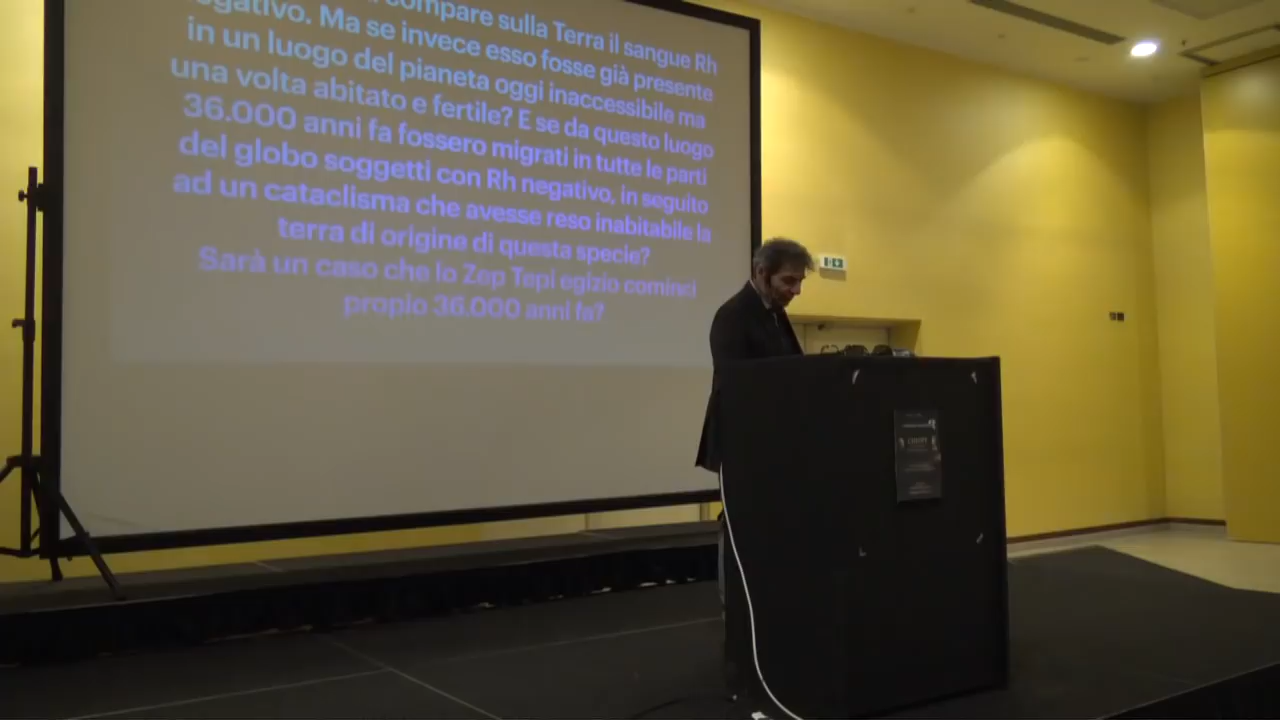 compare sulla Terra il sangue Rh
negativo. Ma se invece esso fosse già presente
in un luogo del pianeta oggi inaccessibile ma
una volta abitato e fertile? E se da questo luogo
36.000 anni fa fossero migrati in tutte le parti
del globo soggetti con Rh negativo, in seguito
ad un cataclisma che avesse reso inabitabile la
terra di origine di questa specie?
Sarà un caso che lo Zep Tepi egizio cominci
propio 36.000 anni fa?